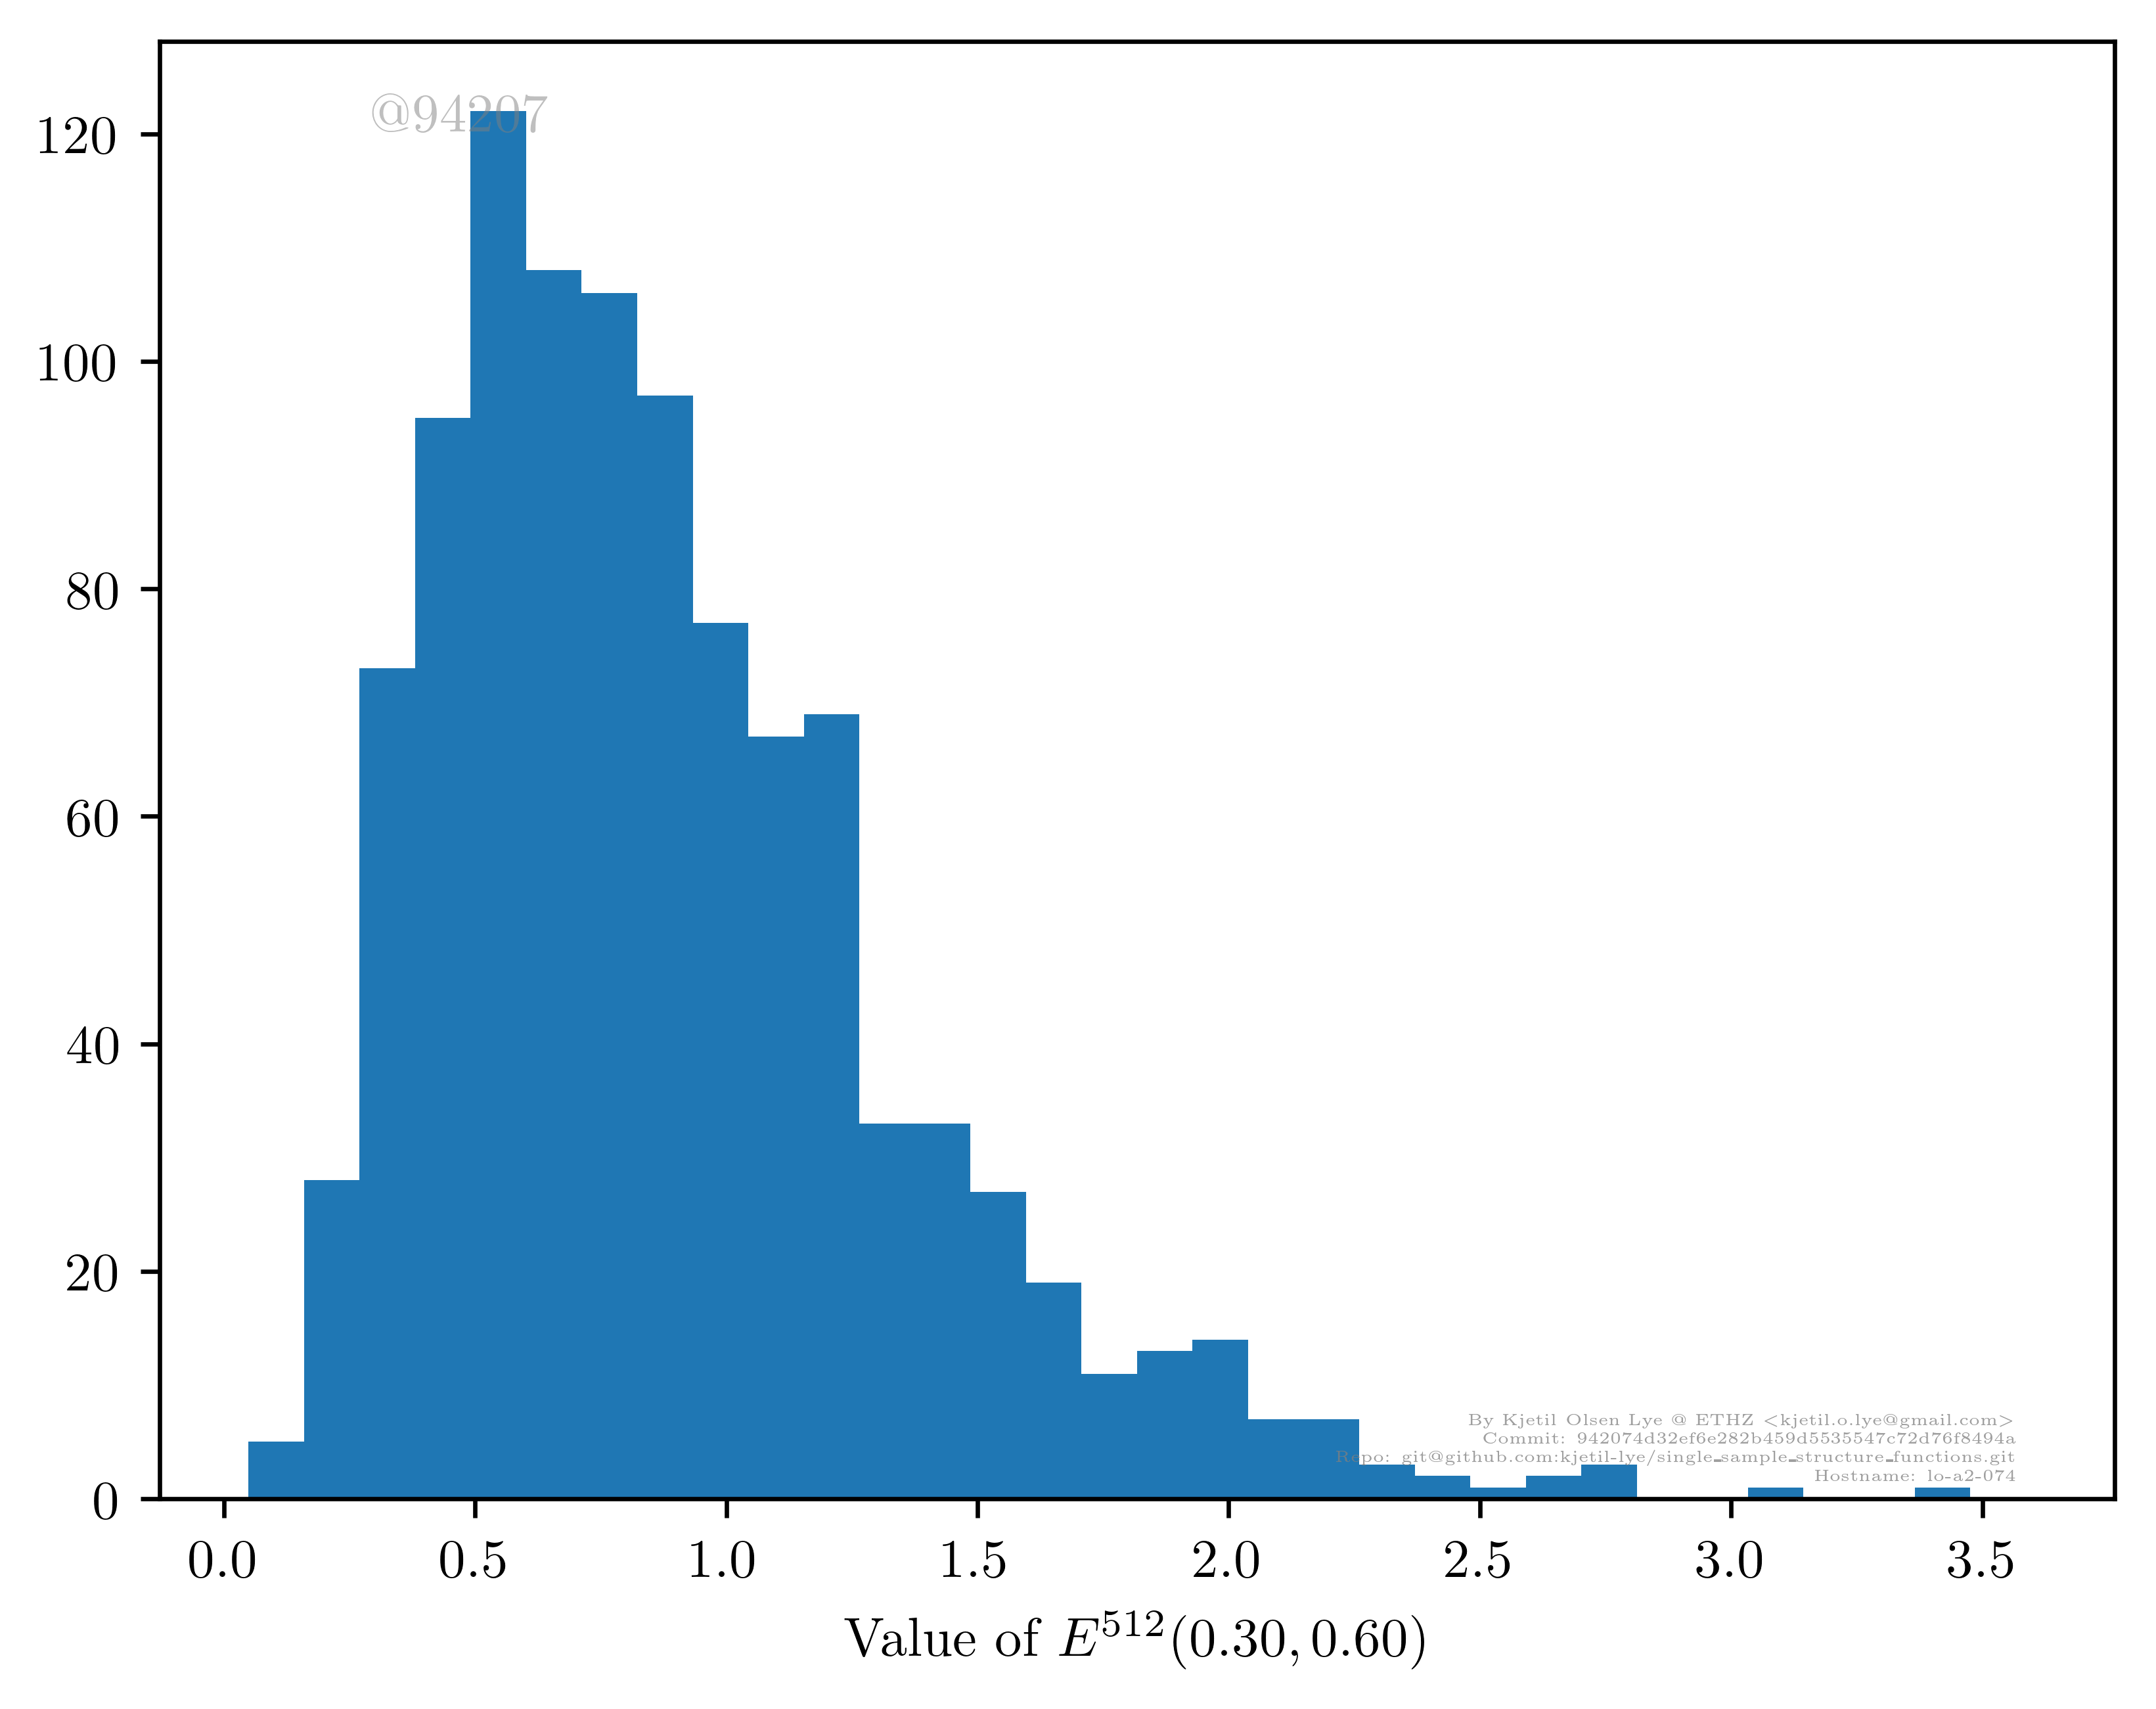 @94207
120
100
80
60
40
20
0
By Kjetil Olsen Lye @ ETHZ <kjetil.o.lye@gmail.com>
Commit: 942074d32ef6e282b459d5535547c72d76f8494a
Repo: git@github.com:kjetil-lye/single_sample_structure_functions.git
Hostname: lo-a2-074
0.0 0.5 1.0 1.5 2.0 2.5 3.0 3.5
Value of E^512(0.30, 0.60)